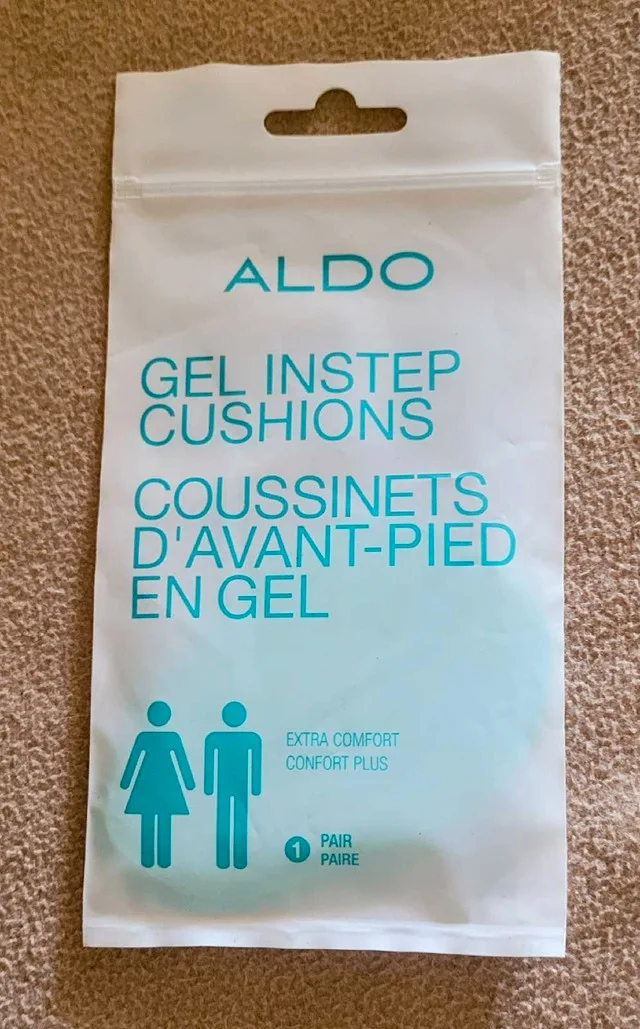 ALDO
GEL INSTEP
CUSHIONS
COUSSINETS
D'AVANT-PIED
EN GEL
EXTRA COMFORT
CONFORT PLUS
1 PAIR
PAIRE